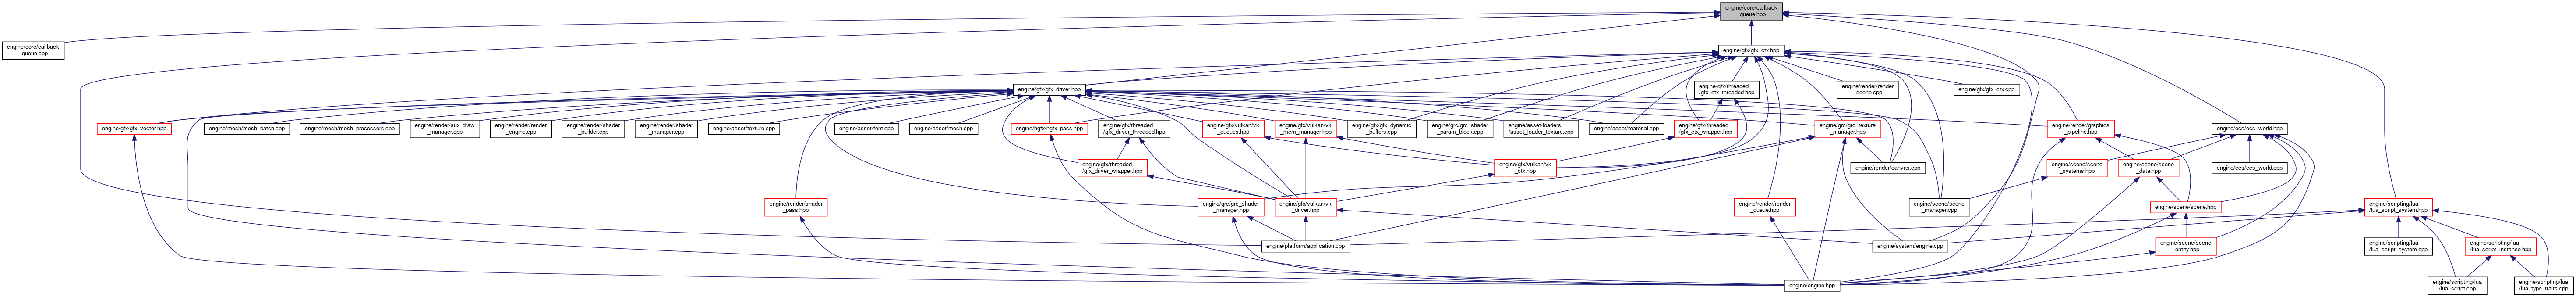 engine/core/callback
_queue.hpp
engine/core/callback
_queue.cpp
engine/gfx/gfx_ctx.hpp
engine/gfx/gfx_driver.hpp
engine/gfx/threaded
/gfx_ctx_threaded.hpp
engine/render/render
_scene.cpp
engine/gfx/gfx_ctx.cpp
engine/gfx/gfx_vector.hpp
engine/mesh/mesh_batch.cpp
engine/mesh/mesh_processors.cpp
engine/render/aux_draw
_manager.cpp
engine/render/render
_engine.cpp
engine/render/shader
_builder.cpp
engine/render/shader
_manager.cpp
engine/asset/texture.cpp
engine/asset/font.cpp
engine/asset/mesh.cpp
engine/hgfx/hgfx_pass.hpp
engine/gfx/threaded
/gfx_driver_threaded.hpp
engine/gfx/vulkan/vk
_queues.hpp
engine/gfx/vulkan/vk
_mem_manager.hpp
engine/gfx/gfx_dynamic
_buffers.cpp
engine/grc/grc_shader
_param_block.cpp
engine/asset/loaders
/asset_loader_texture.cpp
engine/asset/material.cpp
engine/gfx/threaded
/gfx_ctx_wrapper.hpp
engine/grc/grc_texture
_manager.hpp
engine/render/graphics
_pipeline.hpp
engine/ecs/ecs_world.hpp
engine/gfx/threaded
/gfx_driver_wrapper.hpp
engine/gfx/vulkan/vk
_ctx.hpp
engine/render/canvas.cpp
engine/scene/scene
_systems.hpp
engine/scene/scene
_data.hpp
engine/ecs/ecs_world.cpp
engine/render/shader
_pass.hpp
engine/grc/grc_shader
_manager.hpp
engine/gfx/vulkan/vk
_driver.hpp
engine/render/render
_queue.hpp
engine/scene/scene
_manager.cpp
engine/scene/scene.hpp
engine/scripting/lua
/lua_script_system.hpp
engine/platform/application.cpp
engine/system/engine.cpp
engine/scene/scene
_entity.hpp
engine/scripting/lua
/lua_script_system.cpp
engine/scripting/lua
/lua_script_instance.hpp
engine/engine.hpp
engine/scripting/lua
/lua_script.cpp
engine/scripting/lua
/lua_type_traits.cpp